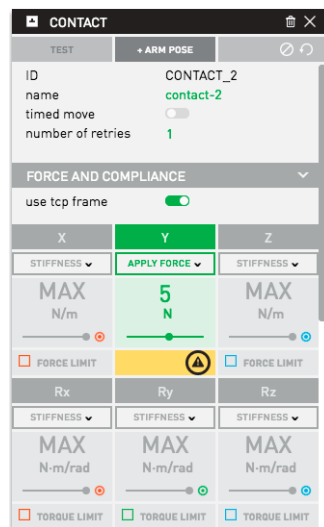 CONTACT
TEST + ARM POSE
ID CONTACT_2
name contact-2
timed move
number of retries 1
FORCE AND COMPLIANCE
use tcp frame
X Y Z
STIFFNESS APPLY FORCE STIFFNESS
MAX 5 MAX
N/m N N/m
FORCE LIMIT FORCE LIMIT
Rx Ry Rz
STIFFNESS STIFFNESS STIFFNESS
MAX MAX MAX
N·m/rad N·m/rad N·m/rad
TORQUE LIMIT TORQUE LIMIT TORQUE LIMIT